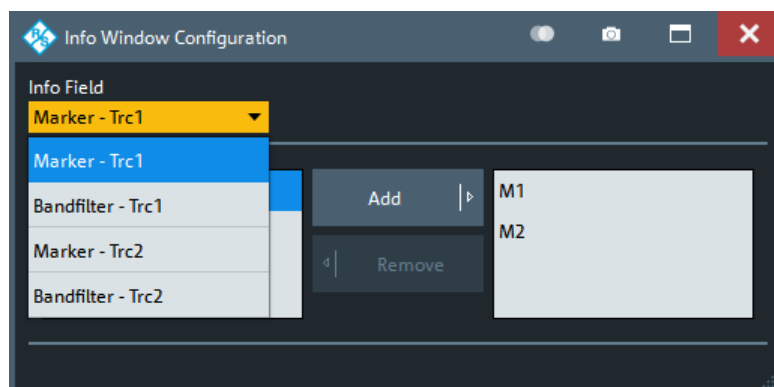 R&S Info Window Configuration
Info Field
Marker - Trc1
Marker - Trc1
Bandfilter - Trc1
Marker - Trc2
Bandfilter - Trc2
Add
Remove
M1
M2